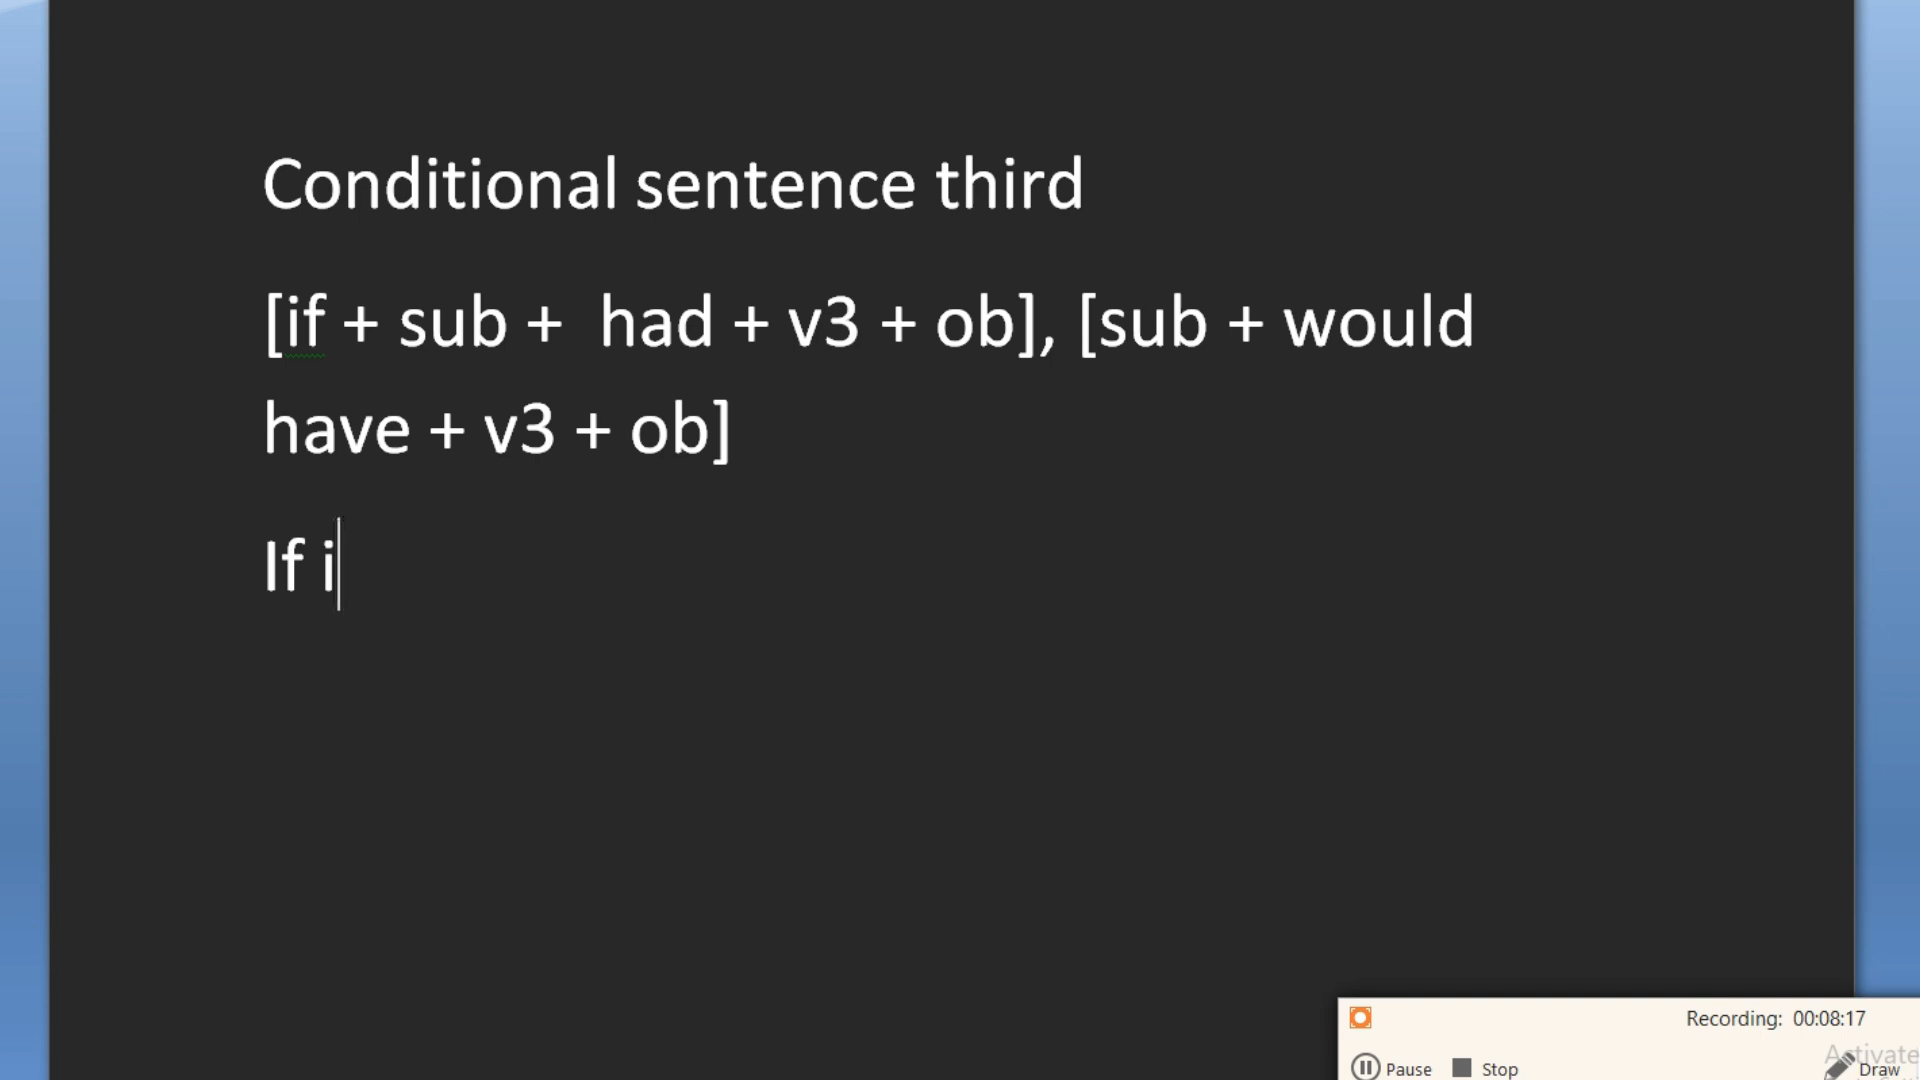 Conditional sentence third
[if + sub +  had + v3 + ob], [sub + would
have + v3 + ob]
If i
Recording:  00:08:17
Activate
Pause Stop Draw